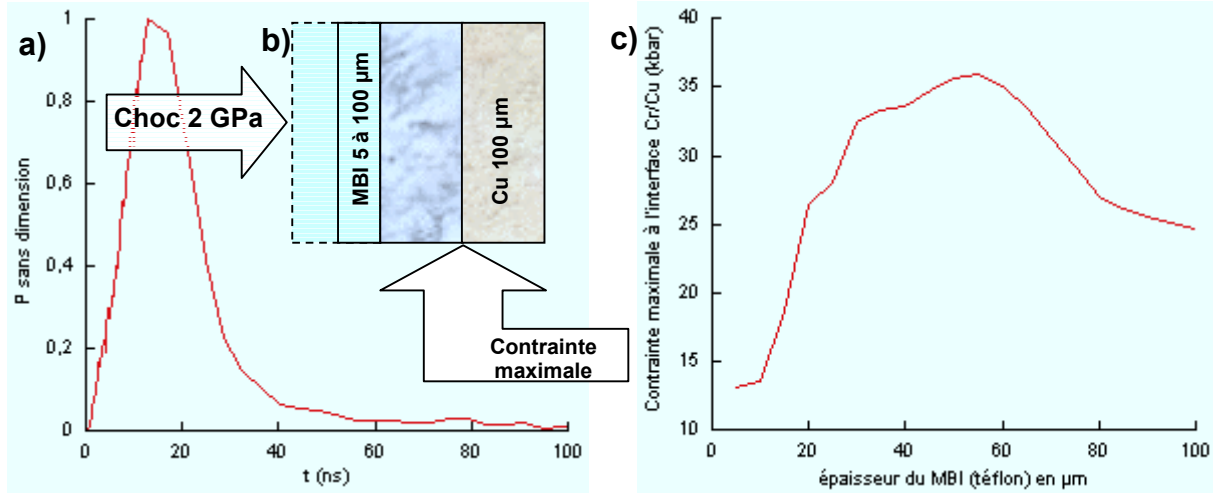 a)
b)
c)
1
0,8
0,6
0,4
0,2
0
P sans dimension
0 20 40 60 80 100
t (ns)
Choc 2 GPa
MBI 5 à 100 µm
Cu 100 µm
Contrainte
maximale
40
35
30
25
20
15
10
Contrainte maximale à l'interface Cr/Cu (kbar)
0 20 40 60 80 100
épaisseur du MBI (téflon) en µm